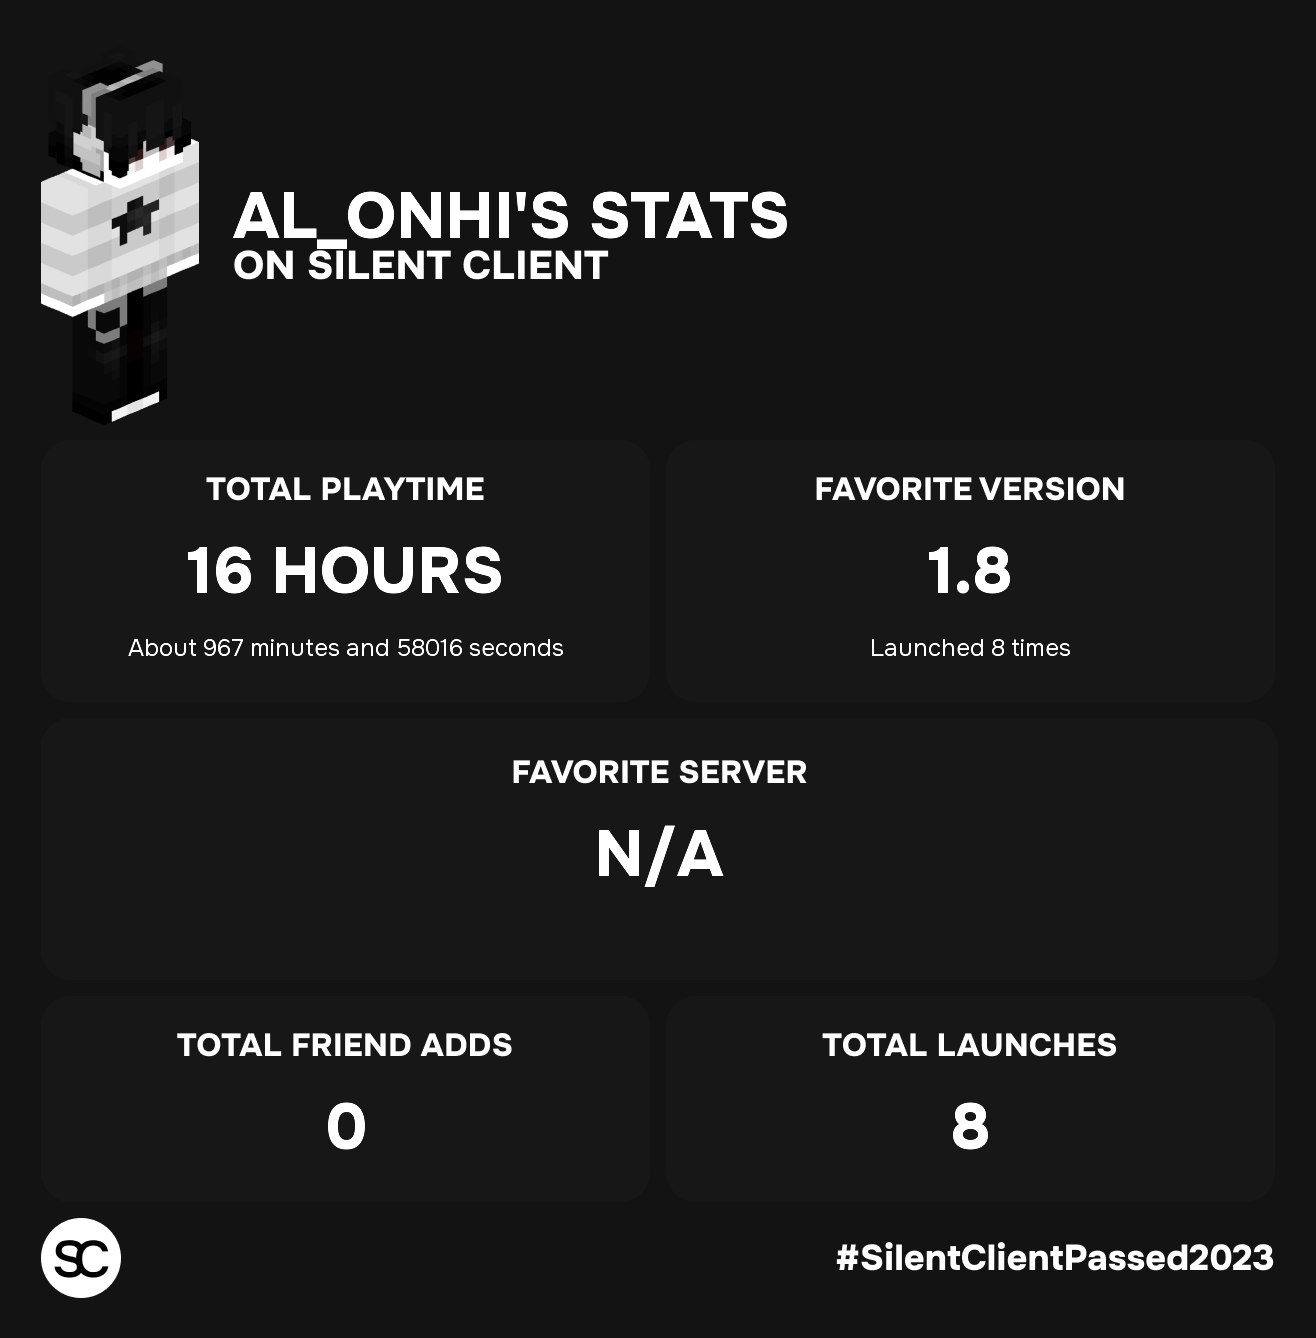 AL_ONHI'S STATS
ON SILENT CLIENT
TOTAL PLAYTIME
16 HOURS
About 967 minutes and 58016 seconds
FAVORITE VERSION
1.8
Launched 8 times
FAVORITE SERVER
N/A
TOTAL FRIEND ADDS
0
TOTAL LAUNCHES
8
SC
#SilentClientPassed2023